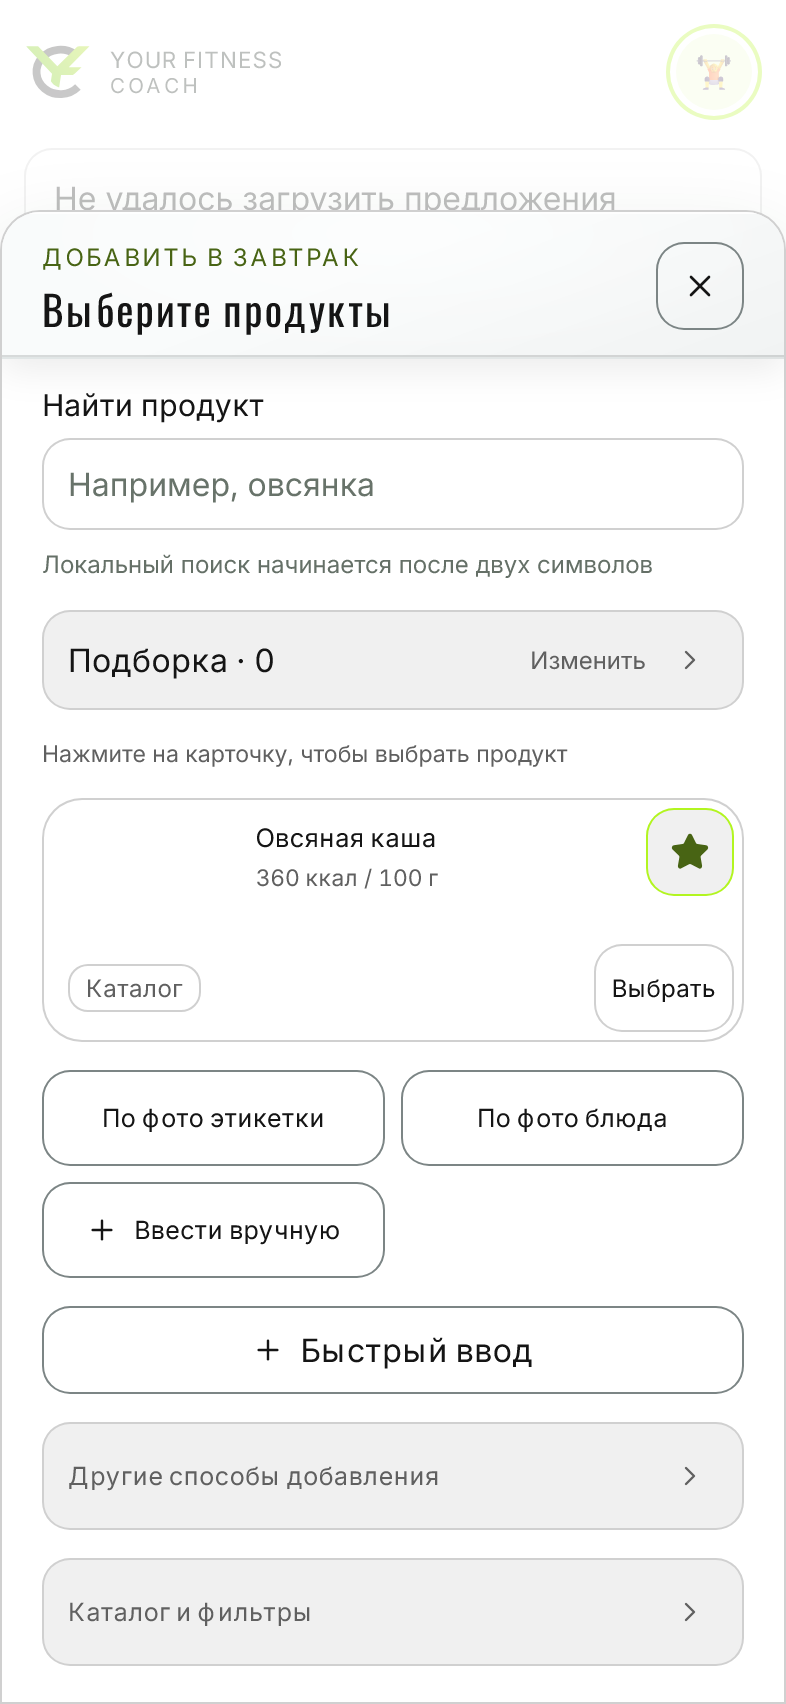 YOUR FITNESS
COACH
Не удалось загрузить предложения
ДОБАВИТЬ В ЗАВТРАК
Выберите продукты
Найти продукт
Например, овсянка
Локальный поиск начинается после двух символов
Подборка · 0
Изменить
Нажмите на карточку, чтобы выбрать продукт
Овсяная каша
360 ккал / 100 г
Каталог
Выбрать
По фото этикетки
По фото блюда
Ввести вручную
Быстрый ввод
Другие способы добавления
Каталог и фильтры